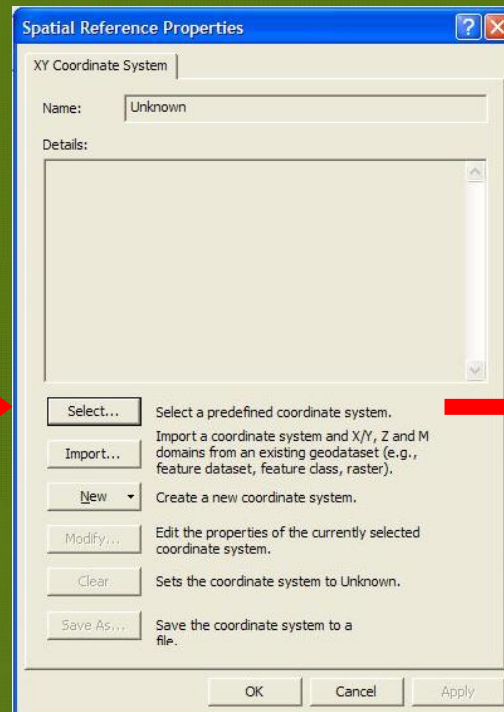 Spatial Reference Properties
XY Coordinate System
Name: Unknown
Details:
Select... Select a predefined coordinate system.
Import... Import a coordinate system and X/Y, Z and M
domains from an existing geodataset (e.g.,
feature dataset, feature class, raster).
New Create a new coordinate system.
Modify... Edit the properties of the currently selected
coordinate system.
Clear Sets the coordinate system to Unknown.
Save As... Save the coordinate system to a
file.
OK Cancel Apply